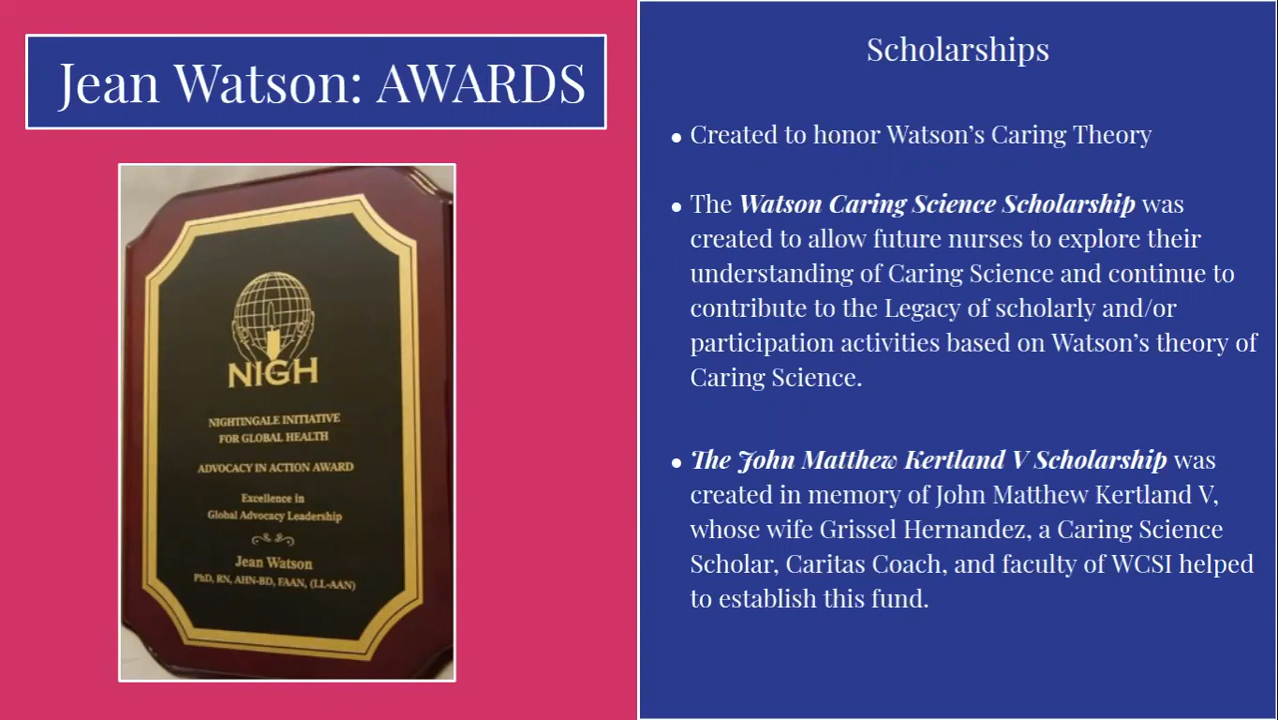 Jean Watson: AWARDS
NIGH
NIGHTINGALE INITIATIVE
FOR GLOBAL HEALTH
ADVOCACY IN ACTION AWARD
Excellence in
Global Advocacy Leadership
Jean Watson
PhD, RN, AHN-BD, FAAN, (LL-AAN)
Scholarships
• Created to honor Watson’s Caring Theory
• The Watson Caring Science Scholarship was
created to allow future nurses to explore their
understanding of Caring Science and continue to
contribute to the Legacy of scholarly and/or
participation activities based on Watson’s theory of
Caring Science.
• The John Matthew Kertland V Scholarship was
created in memory of John Matthew Kertland V,
whose wife Grissel Hernandez, a Caring Science
Scholar, Caritas Coach, and faculty of WCSI helped
to establish this fund.